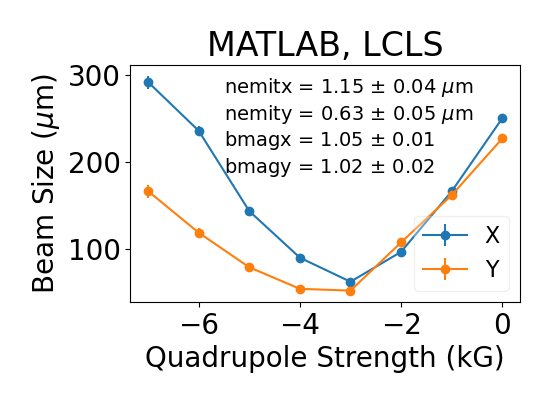 MATLAB, LCLS
nemitx = 1.15 ± 0.04 μm
nemity = 0.63 ± 0.05 μm
bmagx = 1.05 ± 0.01
bmagy = 1.02 ± 0.02
Beam Size (μm)
300
200
100
X
Y
−6 −4 −2 0
Quadrupole Strength (kG)